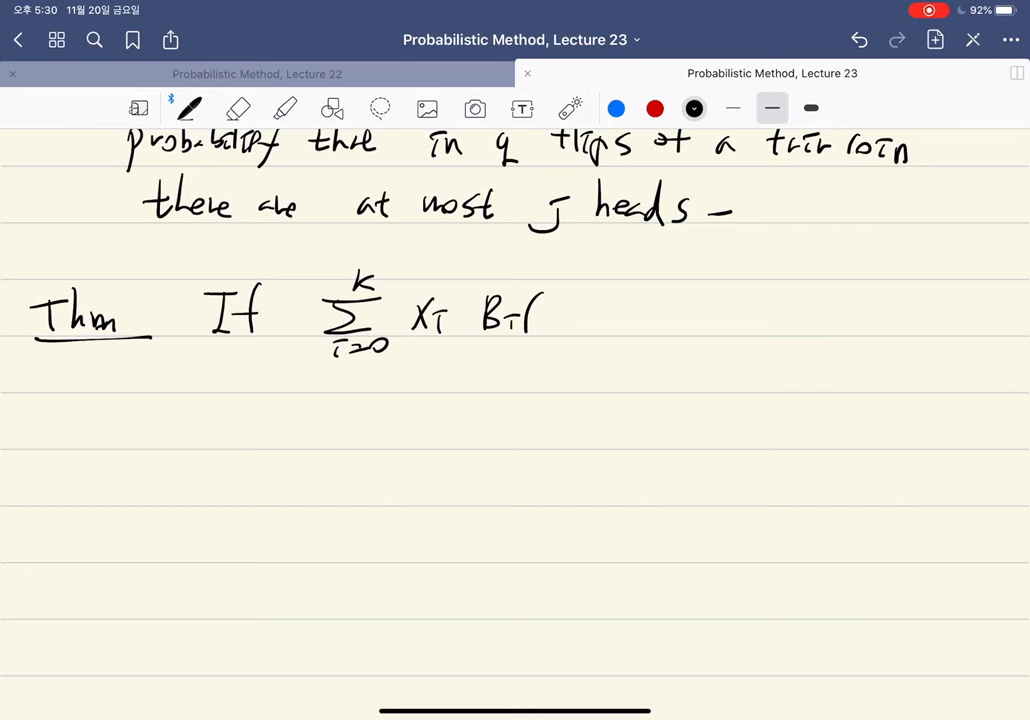 오후 5:30 11월 20일 금요일 92%
Probabilistic Method, Lecture 23
Probabilistic Method, Lecture 22
Probabilistic Method, Lecture 23
probability that in q flips of a fair coin
there are at most j heads -
Thm If ∑_{i=0}^{k} x_i B_i(